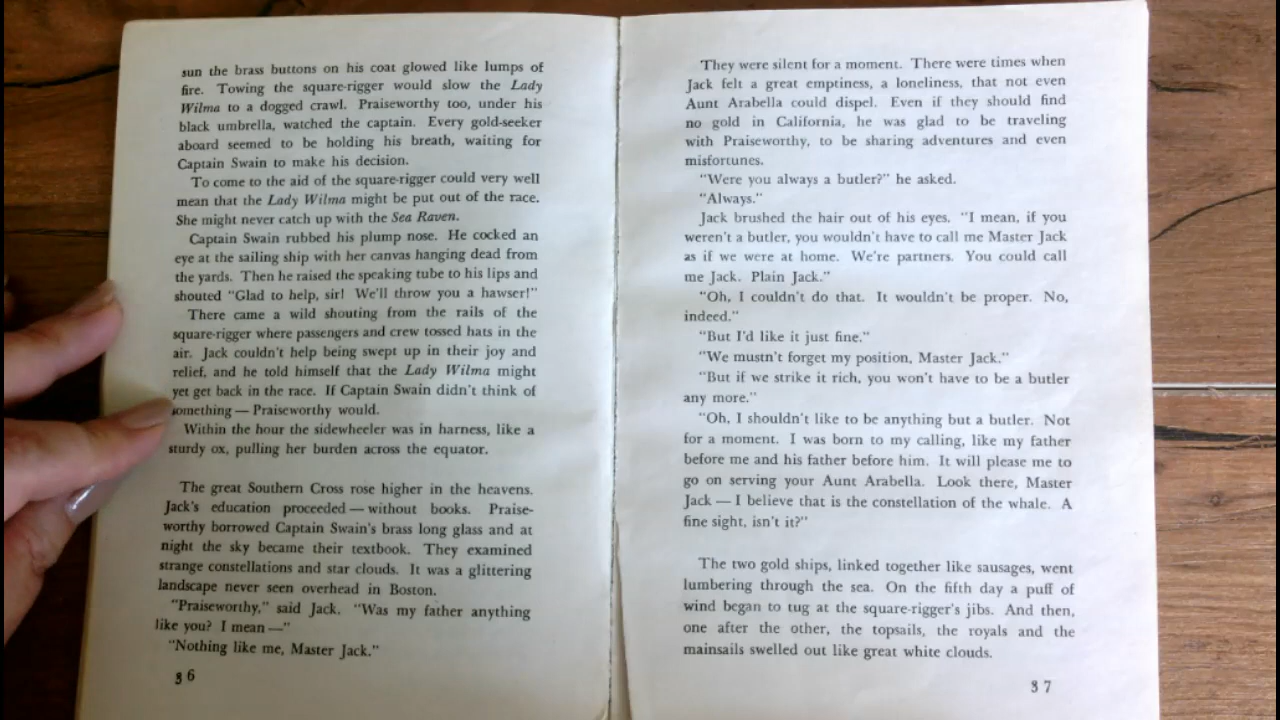 sun the brass buttons on his coat glowed like lumps of
fire. Towing the square-rigger would slow the Lady
Wilma to a dogged crawl. Praiseworthy too, under his
black umbrella, watched the captain. Every gold-seeker
aboard seemed to be holding his breath, waiting for
Captain Swain to make his decision.
To come to the aid of the square-rigger could very well
mean that the Lady Wilma might be put out of the race.
She might never catch up with the Sea Raven.
Captain Swain rubbed his plump nose. He cocked an
eye at the sailing ship with her canvas hanging dead from
the yards. Then he raised the speaking tube to his lips and
shouted "Glad to help, sir! We'll throw you a hawser!"
There came a wild shouting from the rails of the
square-rigger where passengers and crew tossed hats in the
air. Jack couldn't help being swept up in their joy and
relief, and he told himself that the Lady Wilma might
yet get back in the race. If Captain Swain didn't think of
something — Praiseworthy would.
Within the hour the sidewheeler was in harness, like a
sturdy ox, pulling her burden across the equator.
The great Southern Cross rose higher in the heavens.
Jack's education proceeded — without books. Praise-
worthy borrowed Captain Swain's brass long glass and at
night the sky became their textbook. They examined
strange constellations and star clouds. It was a glittering
landscape never seen overhead in Boston.
"Praiseworthy," said Jack. "Was my father anything
like you? I mean —"
"Nothing like me, Master Jack."
36
They were silent for a moment. There were times when
Jack felt a great emptiness, a loneliness, that not even
Aunt Arabella could dispel. Even if they should find
no gold in California, he was glad to be traveling
with Praiseworthy, to be sharing adventures and even
misfortunes.
"Were you always a butler?" he asked.
"Always."
Jack brushed the hair out of his eyes. "I mean, if you
weren't a butler, you wouldn't have to call me Master Jack
as if we were at home. We're partners. You could call
me Jack. Plain Jack."
"Oh, I couldn't do that. It wouldn't be proper. No,
indeed."
"But I'd like it just fine."
"We mustn't forget my position, Master Jack."
"But if we strike it rich, you won't have to be a butler
any more."
"Oh, I shouldn't like to be anything but a butler. Not
for a moment. I was born to my calling, like my father
before me and his father before him. It will please me to
go on serving your Aunt Arabella. Look there, Master
Jack — I believe that is the constellation of the whale. A
fine sight, isn't it?"
The two gold ships, linked together like sausages, went
lumbering through the sea. On the fifth day a puff of
wind began to tug at the square-rigger's jibs. And then,
one after the other, the topsails, the royals and the
mainsails swelled out like great white clouds.
37